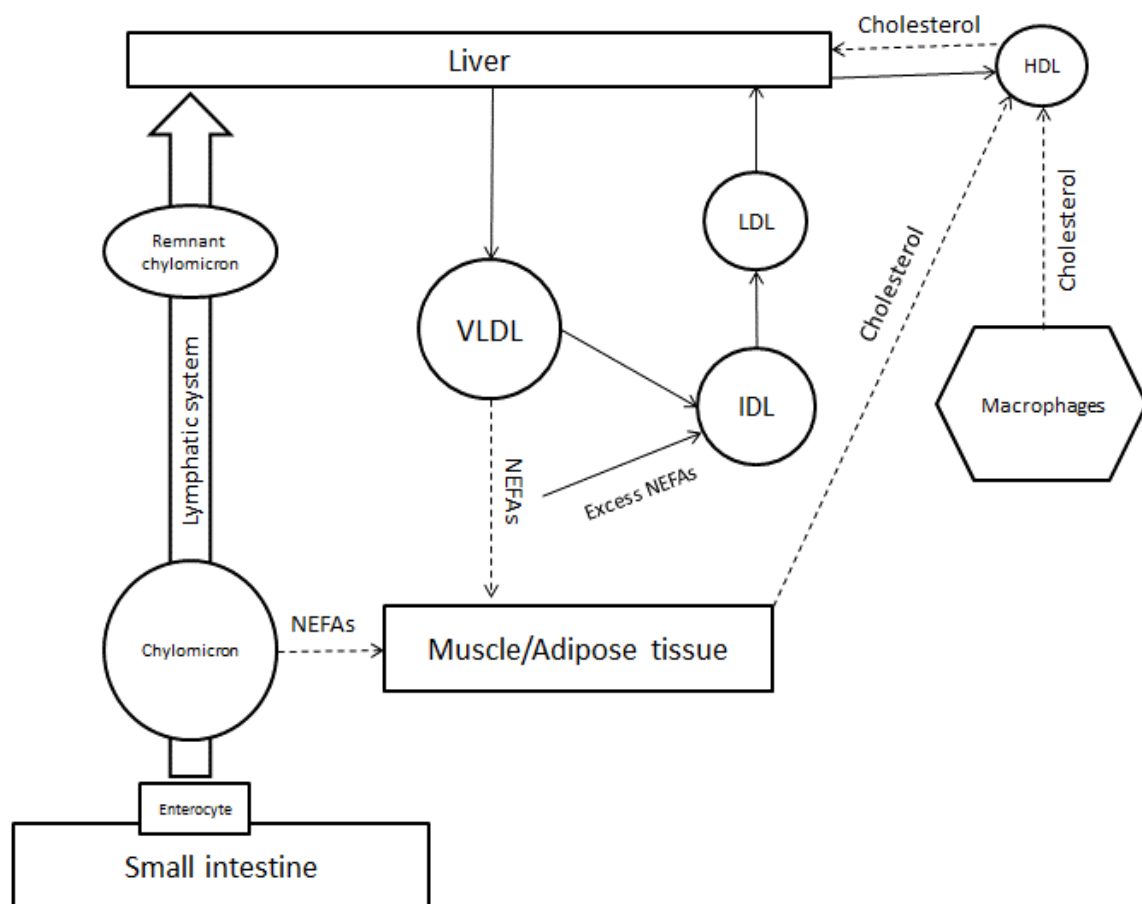 Cholesterol
Liver
HDL
LDL
Remnant
chylomicron
Cholesterol
Cholesterol
VLDL
Lymphatic system
IDL
Macrophages
NEFAs
Excess NEFAs
NEFAs
Chylomicron
Muscle/Adipose tissue
Enterocyte
Small intestine